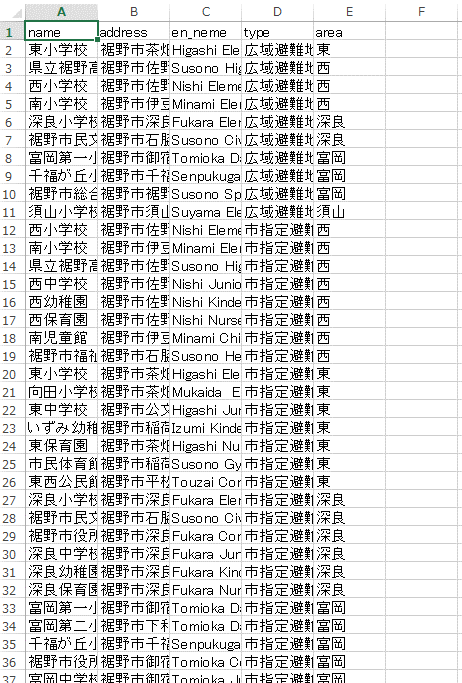 A B C D E F
1 name address en_neme type area
2 東小学校 裾野市茶畑 Higashi Ele 広域避難地 東
3 県立裾野高 裾野市佐野 Susono Hig 広域避難地 西
4 西小学校 裾野市佐野 Nishi Eleme 広域避難地 西
5 南小学校 裾野市伊豆 Minami Elen 広域避難地 西
6 深良小学校 裾野市深良 Fukara Elen 広域避難地 深良
7 裾野市民文 裾野市石脇 Susono Civ 広域避難地 深良
8 富岡第一小 裾野市御宿 Tomioka Da 広域避難地 富岡
9 千福が丘小 裾野市千福 Senpukuga 広域避難地 富岡
10 裾野市総合 裾野市裾野 Susono Sp 広域避難地 富岡
11 須山小学校 裾野市須山 Suyama Ele 広域避難地 須山
12 西小学校 裾野市佐野 Nishi Eleme 市指定避難 西
13 南小学校 裾野市伊豆 Minami Elen 市指定避難 西
14 県立裾野高 裾野市佐野 Susono Hig 市指定避難 西
15 西中学校 裾野市佐野 Nishi Junio 市指定避難 西
16 西幼稚園 裾野市佐野 Nishi Kinde 市指定避難 西
17 西保育園 裾野市佐野 Nishi Nurse 市指定避難 西
18 南児童館 裾野市伊豆 Minami Chi 市指定避難 西
19 裾野市福祉 裾野市石脇 Susono He 市指定避難 西
20 東小学校 裾野市茶畑 Higashi Ele 市指定避難 東
21 向田小学校 裾野市茶畑 Mukaida E 市指定避難 東
22 東中学校 裾野市公文 Higashi Jun 市指定避難 東
23 いずみ幼稚 裾野市稲荷 Izumi Kinde 市指定避難 東
24 東保育園 裾野市茶畑 Higashi Nu 市指定避難 東
25 市民体育館 裾野市稲荷 Susono Gy 市指定避難 東
26 東西公民館 裾野市平松 Touzai Cor 市指定避難 東
27 深良小学校 裾野市深良 Fukara Elen 市指定避難 深良
28 裾野市民文 裾野市石脇 Susono Civ 市指定避難 深良
29 裾野市役所 裾野市深良 Fukara Con 市指定避難 深良
30 深良中学校 裾野市深良 Fukara Jun 市指定避難 深良
31 深良幼稚園 裾野市深良 Fukara Kin 市指定避難 深良
32 深良保育園 裾野市深良 Fukara Nur 市指定避難 深良
33 富岡第一小 裾野市御宿 Tomioka Da 市指定避難 富岡
34 富岡第二小 裾野市下和 Tomioka Da 市指定避難 富岡
35 千福が丘小 裾野市千福 Senpukuga 市指定避難 富岡
36 裾野市役所 裾野市御宿 Tomioka Co 市指定避難 富岡
37 富岡中学校 裾野市御宿 Tomioka Ju 市指定避難 富岡